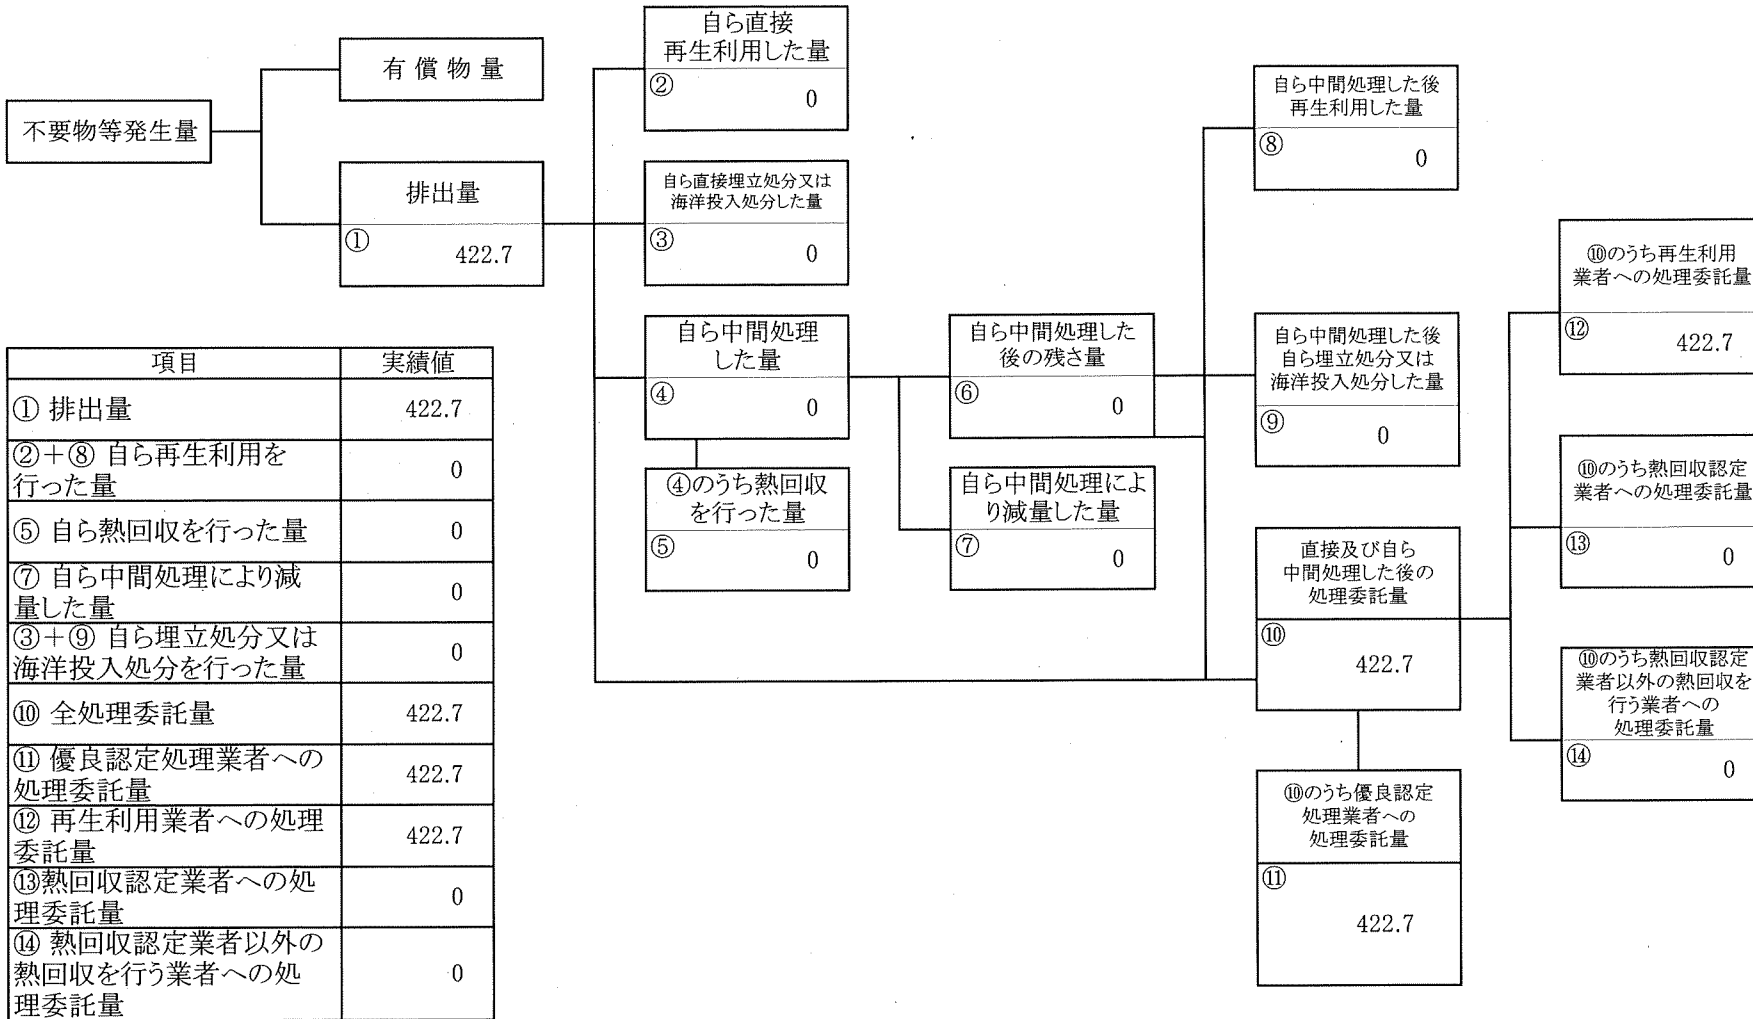 不要物等発生量
有償物量
排出量
①
422.7
自ら直接
再生利用した量
②
0
自ら直接埋立処分又は
海洋投入処分した量
③
0
自ら中間処理
した量
④
0
④のうち熱回収
を行った量
⑤
0
自ら中間処理した
後の残さ量
⑥
0
自ら中間処理によ
り減量した量
⑦
0
自ら中間処理した後
再生利用した量
⑧
0
自ら中間処理した後
自ら埋立処分又は
海洋投入処分した量
⑨
0
直接及び自ら
中間処理した後の
処理委託量
⑩
422.7
⑩のうち優良認定
処理業者への
処理委託量
⑪
422.7
⑩のうち再生利用
業者への処理委託量
⑫
422.7
⑩のうち熱回収認定
業者への処理委託量
⑬
0
⑩のうち熱回収認定
業者以外の熱回収を
行う業者への
処理委託量
⑭
0
項目 実績値
① 排出量 422.7
②＋⑧ 自ら再生利用を
行った量 0
⑤ 自ら熱回収を行った量 0
⑦ 自ら中間処理により減
量した量 0
③＋⑨ 自ら埋立処分又は
海洋投入処分を行った量 0
⑩ 全処理委託量 422.7
⑪ 優良認定処理業者への
処理委託量 422.7
⑫ 再生利用業者への処理
委託量 422.7
⑬熱回収認定業者への処
理委託量 0
⑭ 熱回収認定業者以外の
熱回収を行う業者への処
理委託量 0